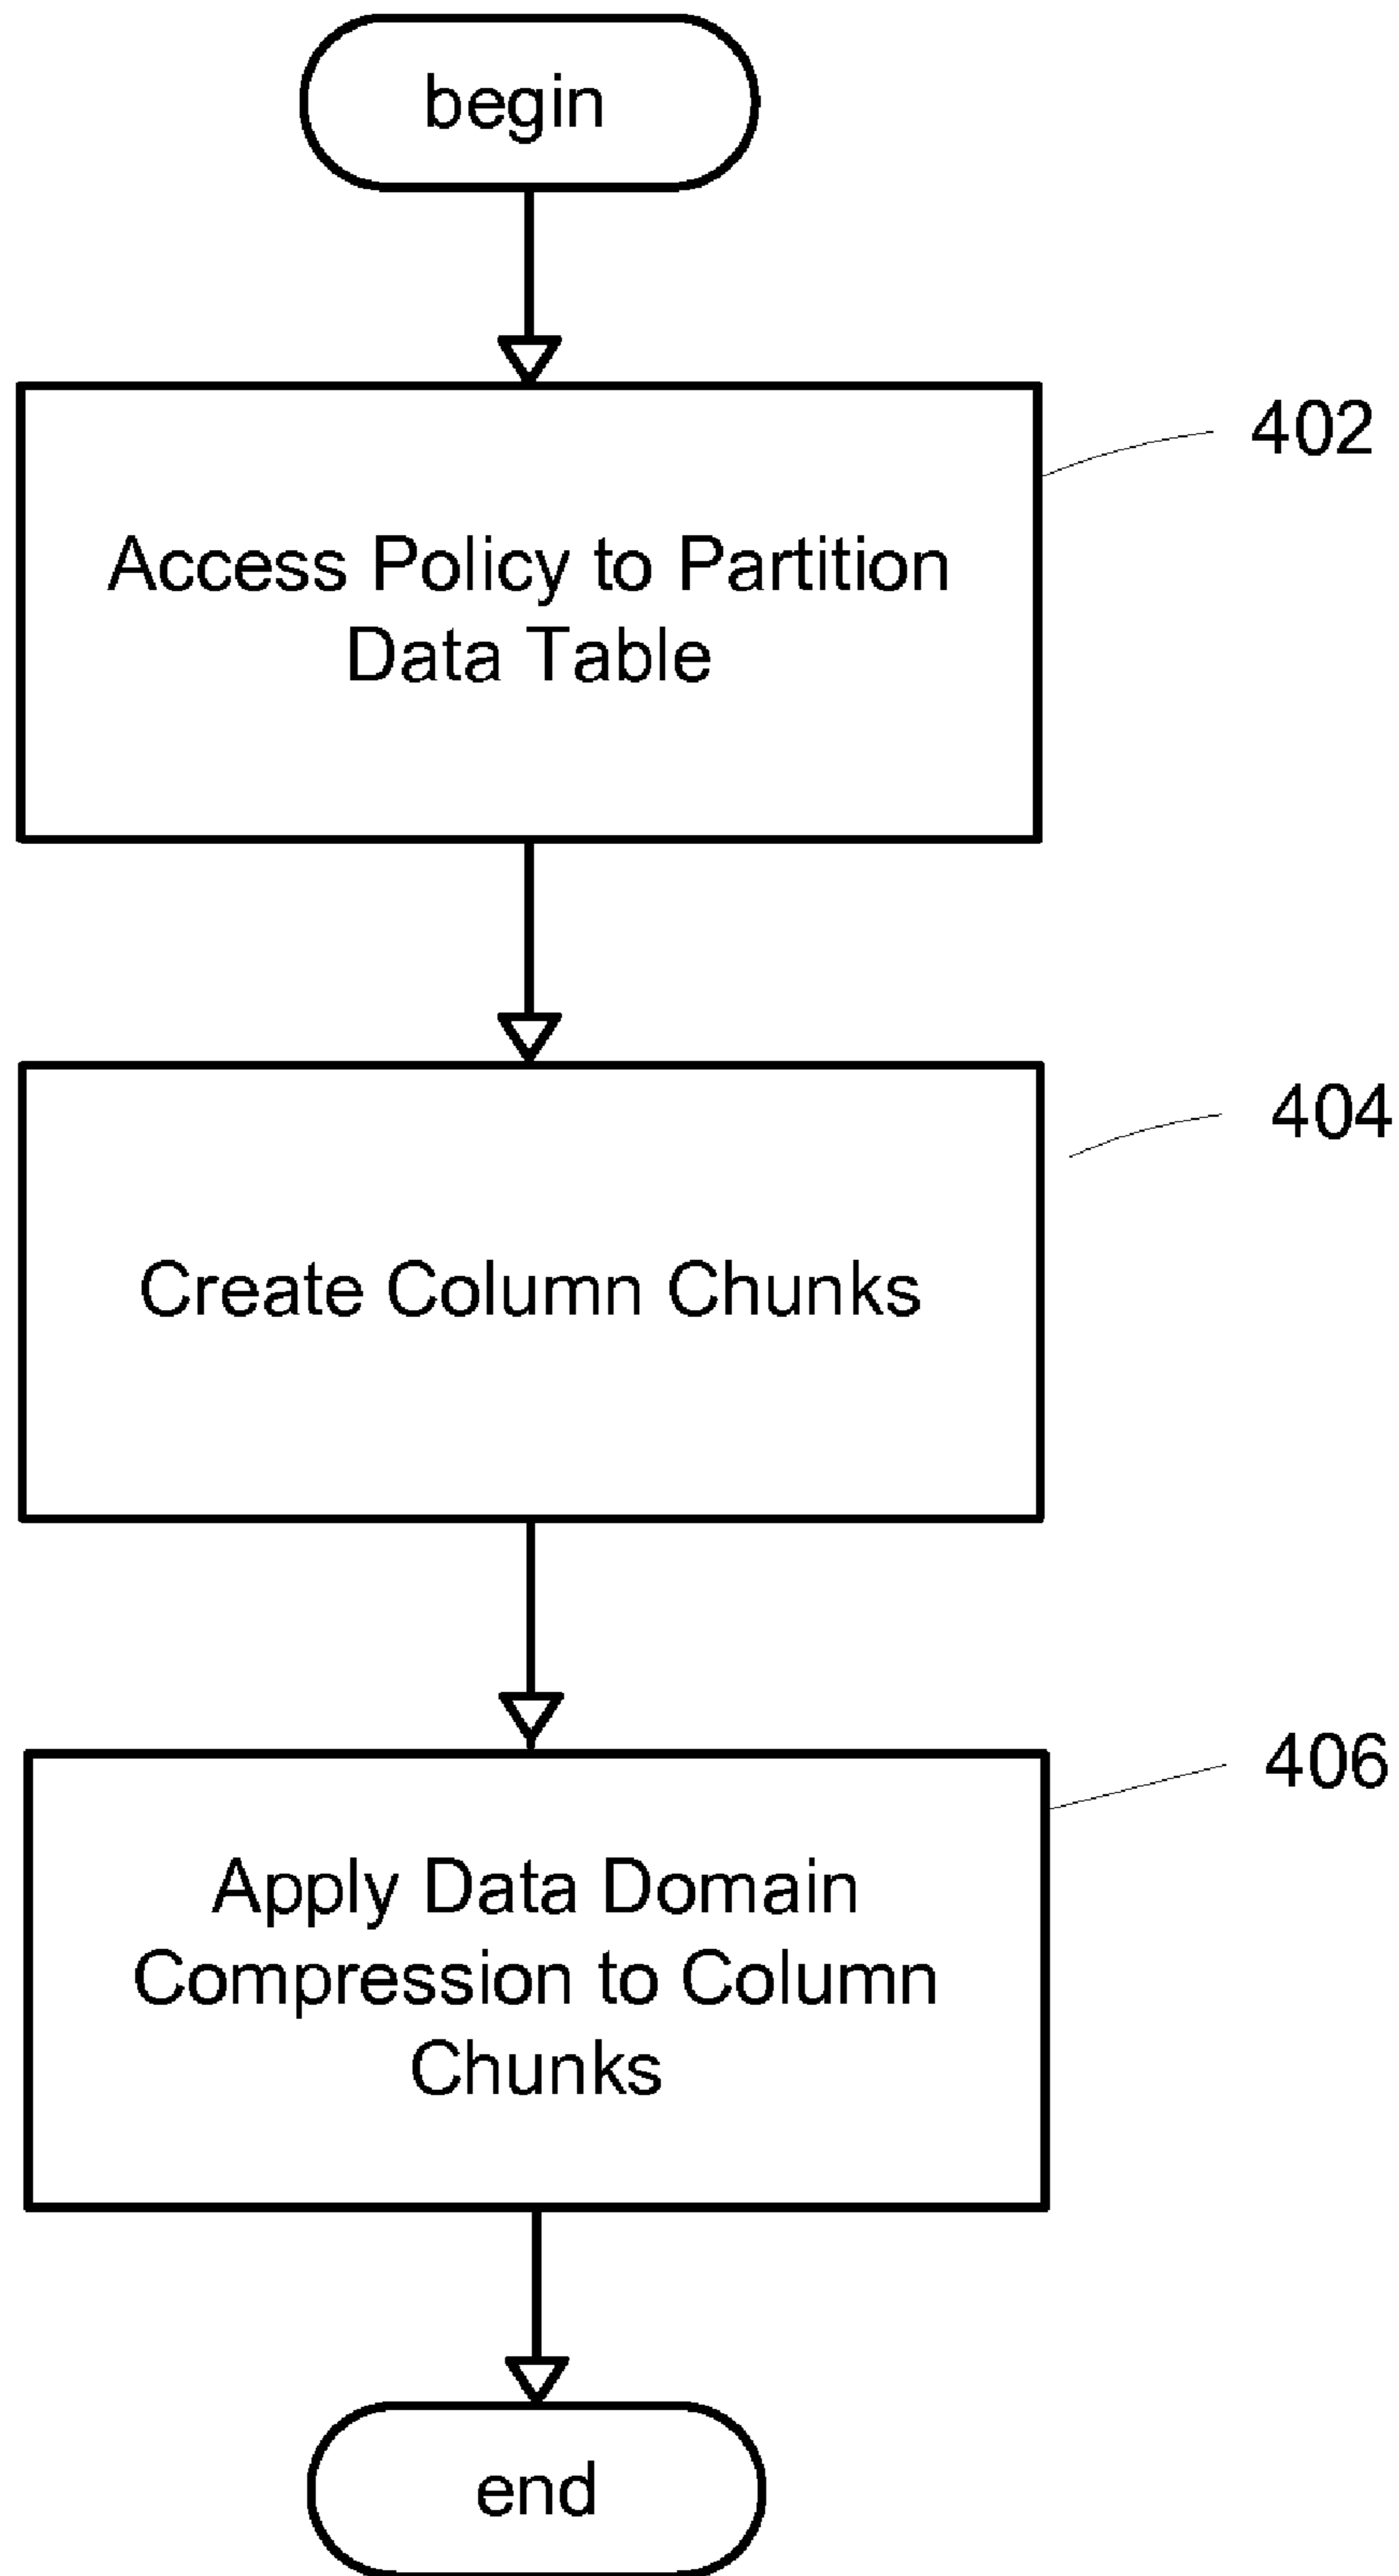 begin
402
Access Policy to Partition
Data Table
404
Create Column Chunks
406
Apply Data Domain
Compression to Column
Chunks
end